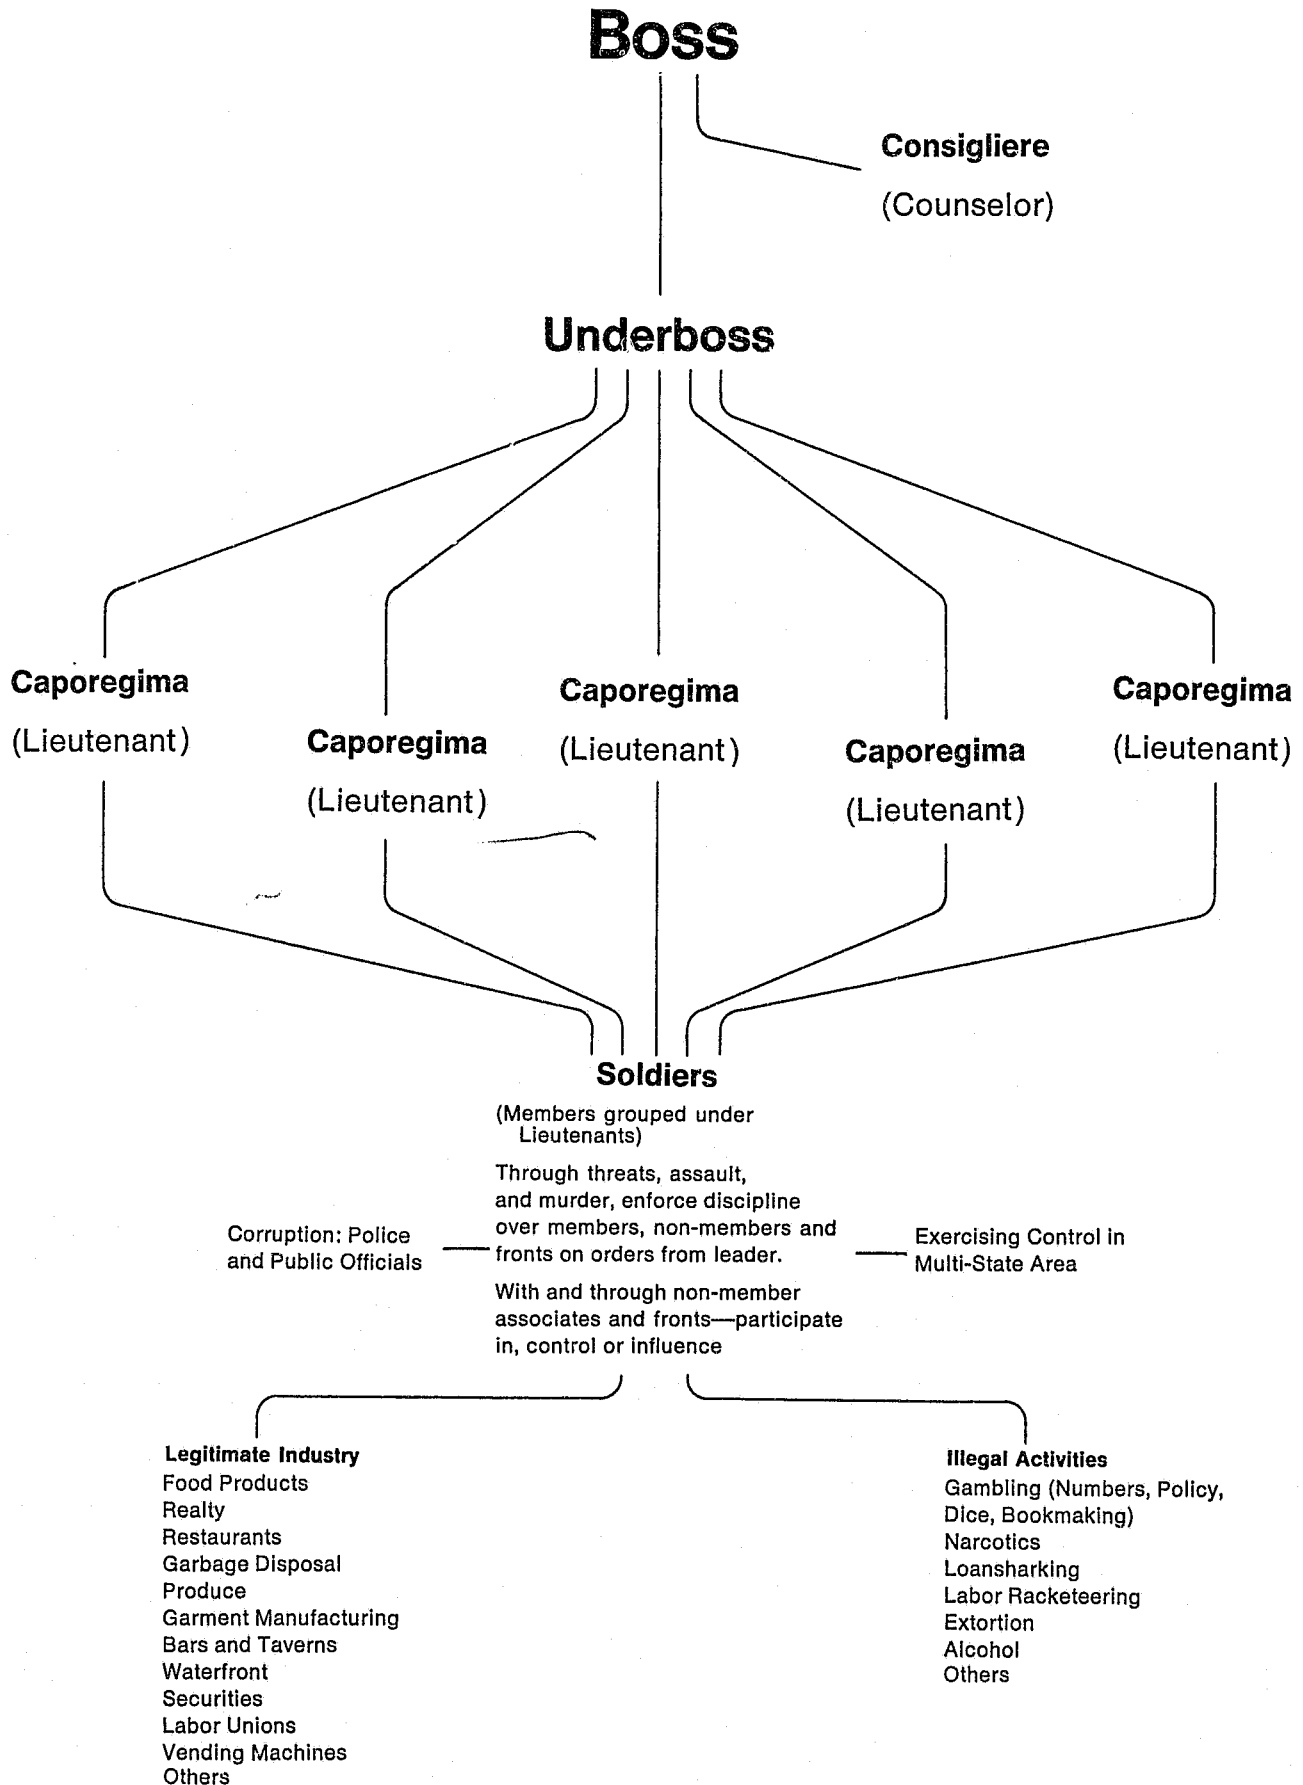 Boss
Consigliere
(Counselor)
Underboss
Caporegima
(Lieutenant)
Caporegima
(Lieutenant)
Caporegima
(Lieutenant)
Caporegima
(Lieutenant)
Caporegima
(Lieutenant)
Soldiers
(Members grouped under
Lieutenants)
Through threats, assault,
and murder, enforce discipline
over members, non-members and
fronts on orders from leader.
Corruption: Police
and Public Officials
Exercising Control in
Multi-State Area
With and through non-member
associates and fronts—participate
in, control or influence
Legitimate Industry
Food Products
Realty
Restaurants
Garbage Disposal
Produce
Garment Manufacturing
Bars and Taverns
Waterfront
Securities
Labor Unions
Vending Machines
Others
Illegal Activities
Gambling (Numbers, Policy,
Dice, Bookmaking)
Narcotics
Loansharking
Labor Racketeering
Extortion
Alcohol
Others